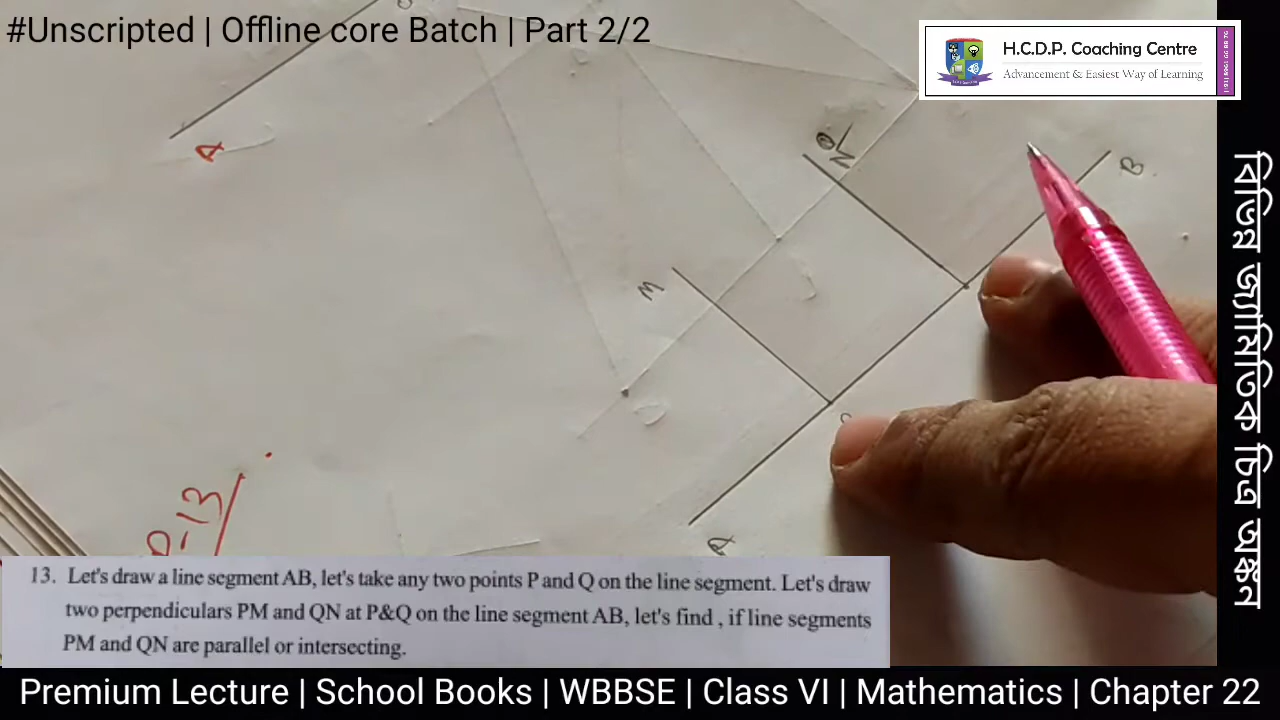 #Unscripted | Offline core Batch | Part 2/2
H.C.D.P. Coaching Centre
Advancement & Easiest Way of Learning
A
Q
N
B
M
A
P-13
13. Let's draw a line segment AB, let's take any two points P and Q on the line segment. Let's draw
two perpendiculars PM and QN at P&Q on the line segment AB, let's find , if line segments
PM and QN are parallel or intersecting.
বিভিন্ন জ্যামিতিক চিত্র অঙ্কন
Premium Lecture | School Books | WBBSE | Class VI | Mathematics | Chapter 22